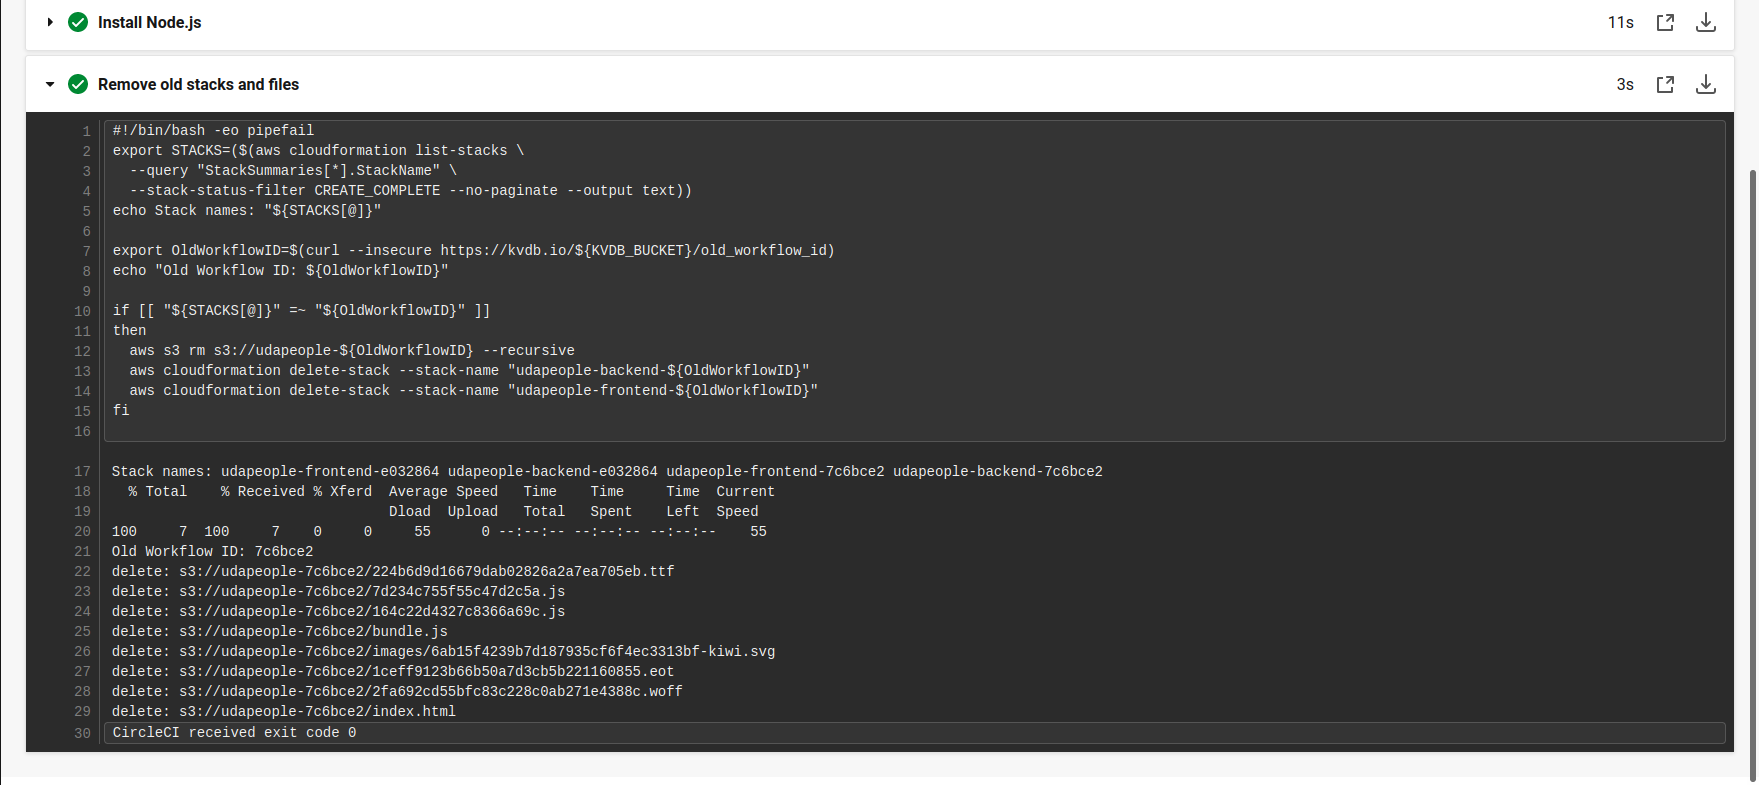 Install Node.js 11s
Remove old stacks and files 3s
1 #!/bin/bash -eo pipefail
2 export STACKS=($(aws cloudformation list-stacks \
3   --query "StackSummaries[*].StackName" \
4   --stack-status-filter CREATE_COMPLETE --no-paginate --output text))
5 echo Stack names: "${STACKS[@]}"
6
7 export OldWorkflowID=$(curl --insecure https://kvdb.io/${KVDB_BUCKET}/old_workflow_id)
8 echo "Old Workflow ID: ${OldWorkflowID}"
9
10 if [[ "${STACKS[@]}" =~ "${OldWorkflowID}" ]]
11 then
12   aws s3 rm s3://udapeople-${OldWorkflowID} --recursive
13   aws cloudformation delete-stack --stack-name "udapeople-backend-${OldWorkflowID}"
14   aws cloudformation delete-stack --stack-name "udapeople-frontend-${OldWorkflowID}"
15 fi
16
17 Stack names: udapeople-frontend-e032864 udapeople-backend-e032864 udapeople-frontend-7c6bce2 udapeople-backend-7c6bce2
18   % Total    % Received % Xferd  Average Speed   Time    Time     Time  Current
19                                  Dload  Upload   Total   Spent    Left  Speed
20 100     7  100     7    0     0     55      0 --:--:-- --:--:-- --:--:--    55
21 Old Workflow ID: 7c6bce2
22 delete: s3://udapeople-7c6bce2/224b6d9d16679dab02826a2a7ea705eb.ttf
23 delete: s3://udapeople-7c6bce2/7d234c755f55c47d2c5a.js
24 delete: s3://udapeople-7c6bce2/164c22d4327c8366a69c.js
25 delete: s3://udapeople-7c6bce2/bundle.js
26 delete: s3://udapeople-7c6bce2/images/6ab15f4239b7d187935cf6f4ec3313bf-kiwi.svg
27 delete: s3://udapeople-7c6bce2/1ceff9123b66b50a7d3cb5b221160855.eot
28 delete: s3://udapeople-7c6bce2/2fa692cd55bfc83c228c0ab271e4388c.woff
29 delete: s3://udapeople-7c6bce2/index.html
30 CircleCI received exit code 0